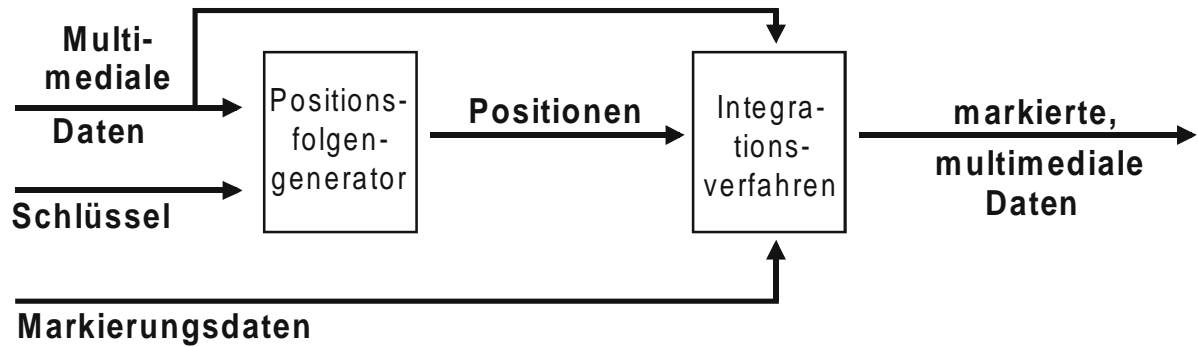 Multi-
mediale
Daten
Schlüssel
Positions-
folgen-
generator
Positionen
Integra-
tions-
verfahren
markierte,
multimediale
Daten
Markierungsdaten